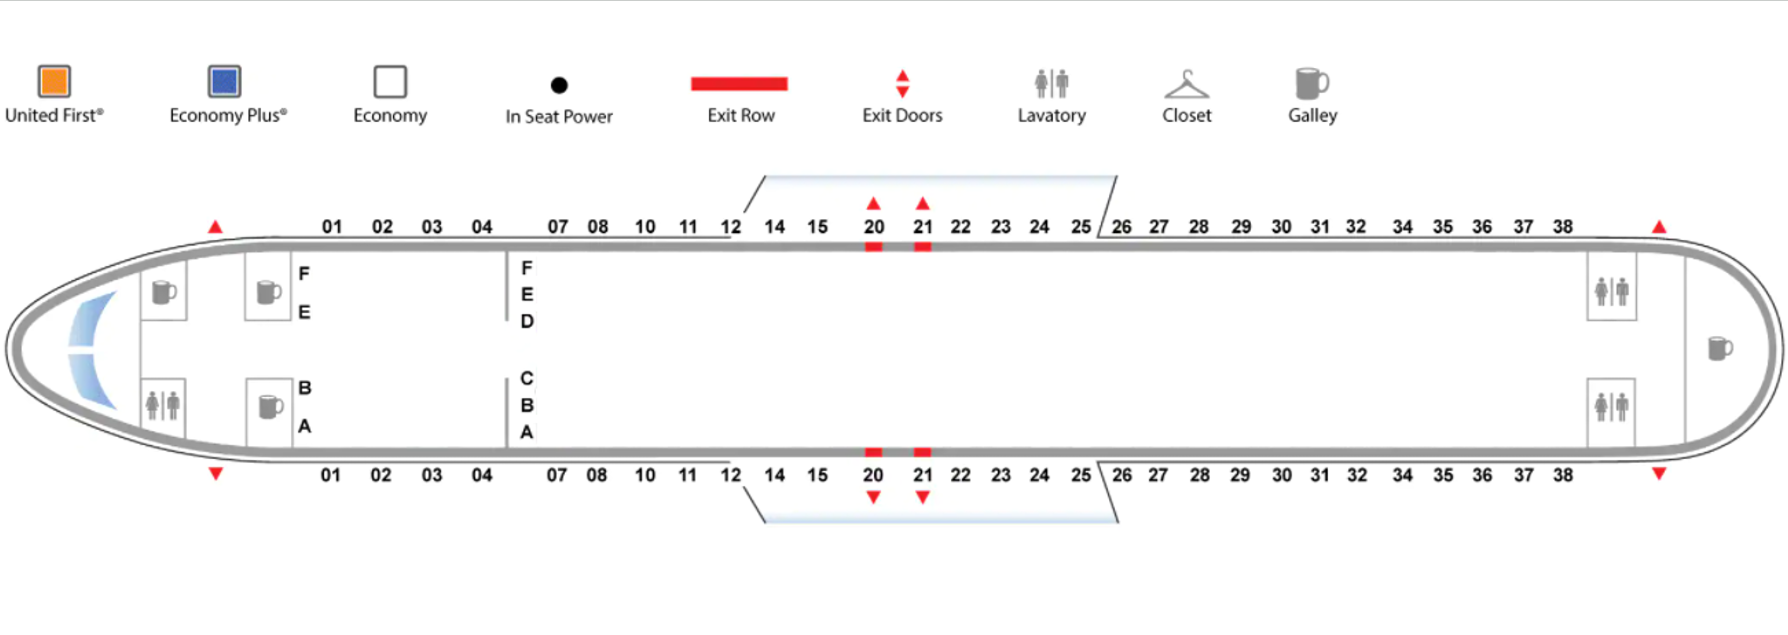 United First®
Economy Plus®
Economy
In Seat Power
Exit Row
Exit Doors
Lavatory
Closet
Galley
01 02 03 04 07 08 10 11 12 14 15 20 21 22 23 24 25 26 27 28 29 30 31 32 34 35 36 37 38
F
E
B
A
F
E
D
C
B
A
01 02 03 04 07 08 10 11 12 14 15 20 21 22 23 24 25 26 27 28 29 30 31 32 34 35 36 37 38